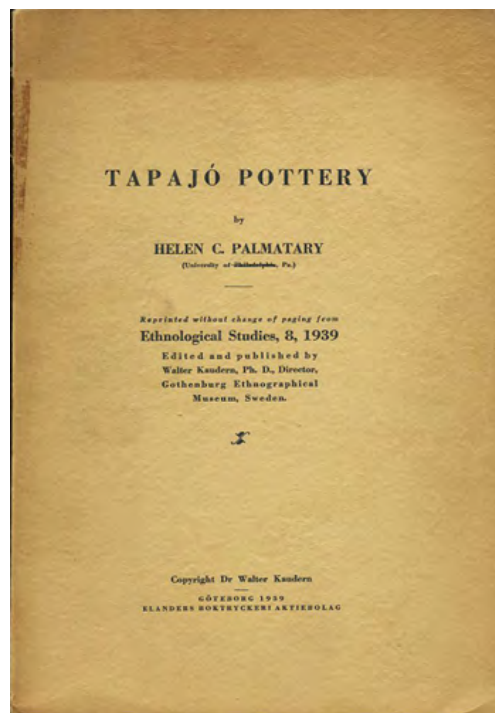 TAPAJÓ POTTERY
by
HELEN C. PALMATARY
(University of Philadelphia, Pa.)
Reprinted without change of paging from
Ethnological Studies, 8, 1939
Edited and published by
Walter Kaudern, Ph. D., Director,
Gothenburg Ethnographical
Museum, Sweden.
Copyright Dr Walter Kaudern
GÖTEBORG 1939
ELANDERS BOKTRYCKERI AKTIEBOLAG